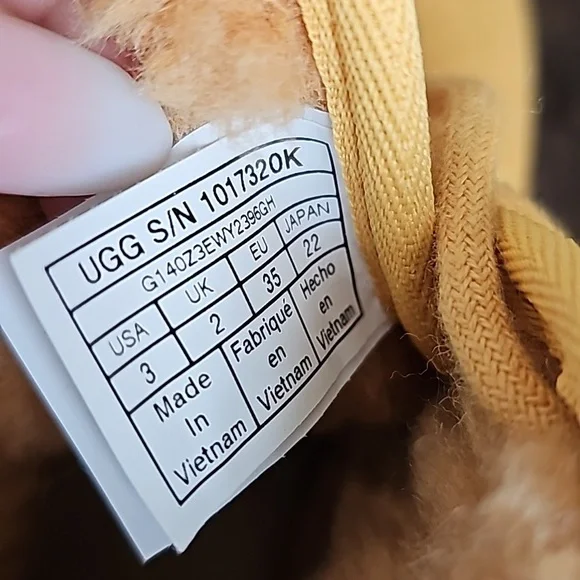 UGG S/N 1017320K
G140Z3EWY2396GH
USA UK EU JAPAN
3 2 35 22
Made In Vietnam
Fabriqué en Vietnam
Hecho en Vietnam